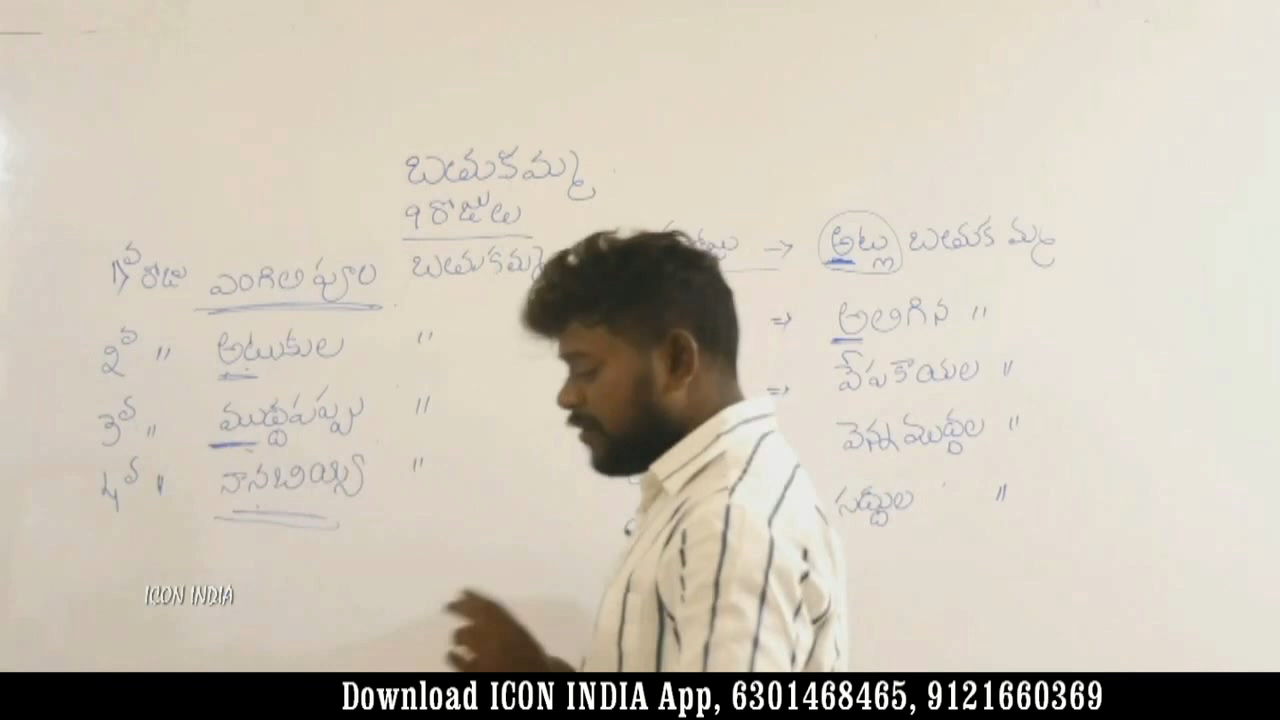 బతుకమ్మ
9 రోజులు
1వ రోజు ఎంగిలి పూల బతుకమ్మ
2వ " అటుకుల "
3వ " ముద్దపప్పు "
4వ " నానబియ్యం "
→ అట్ల బతుకమ్మ
⇒ అలిగిన "
⇒ వేపకాయల "
వెన్నముద్దల "
సద్దుల "
ICON INDIA
Download ICON INDIA App, 6301468465, 9121660369